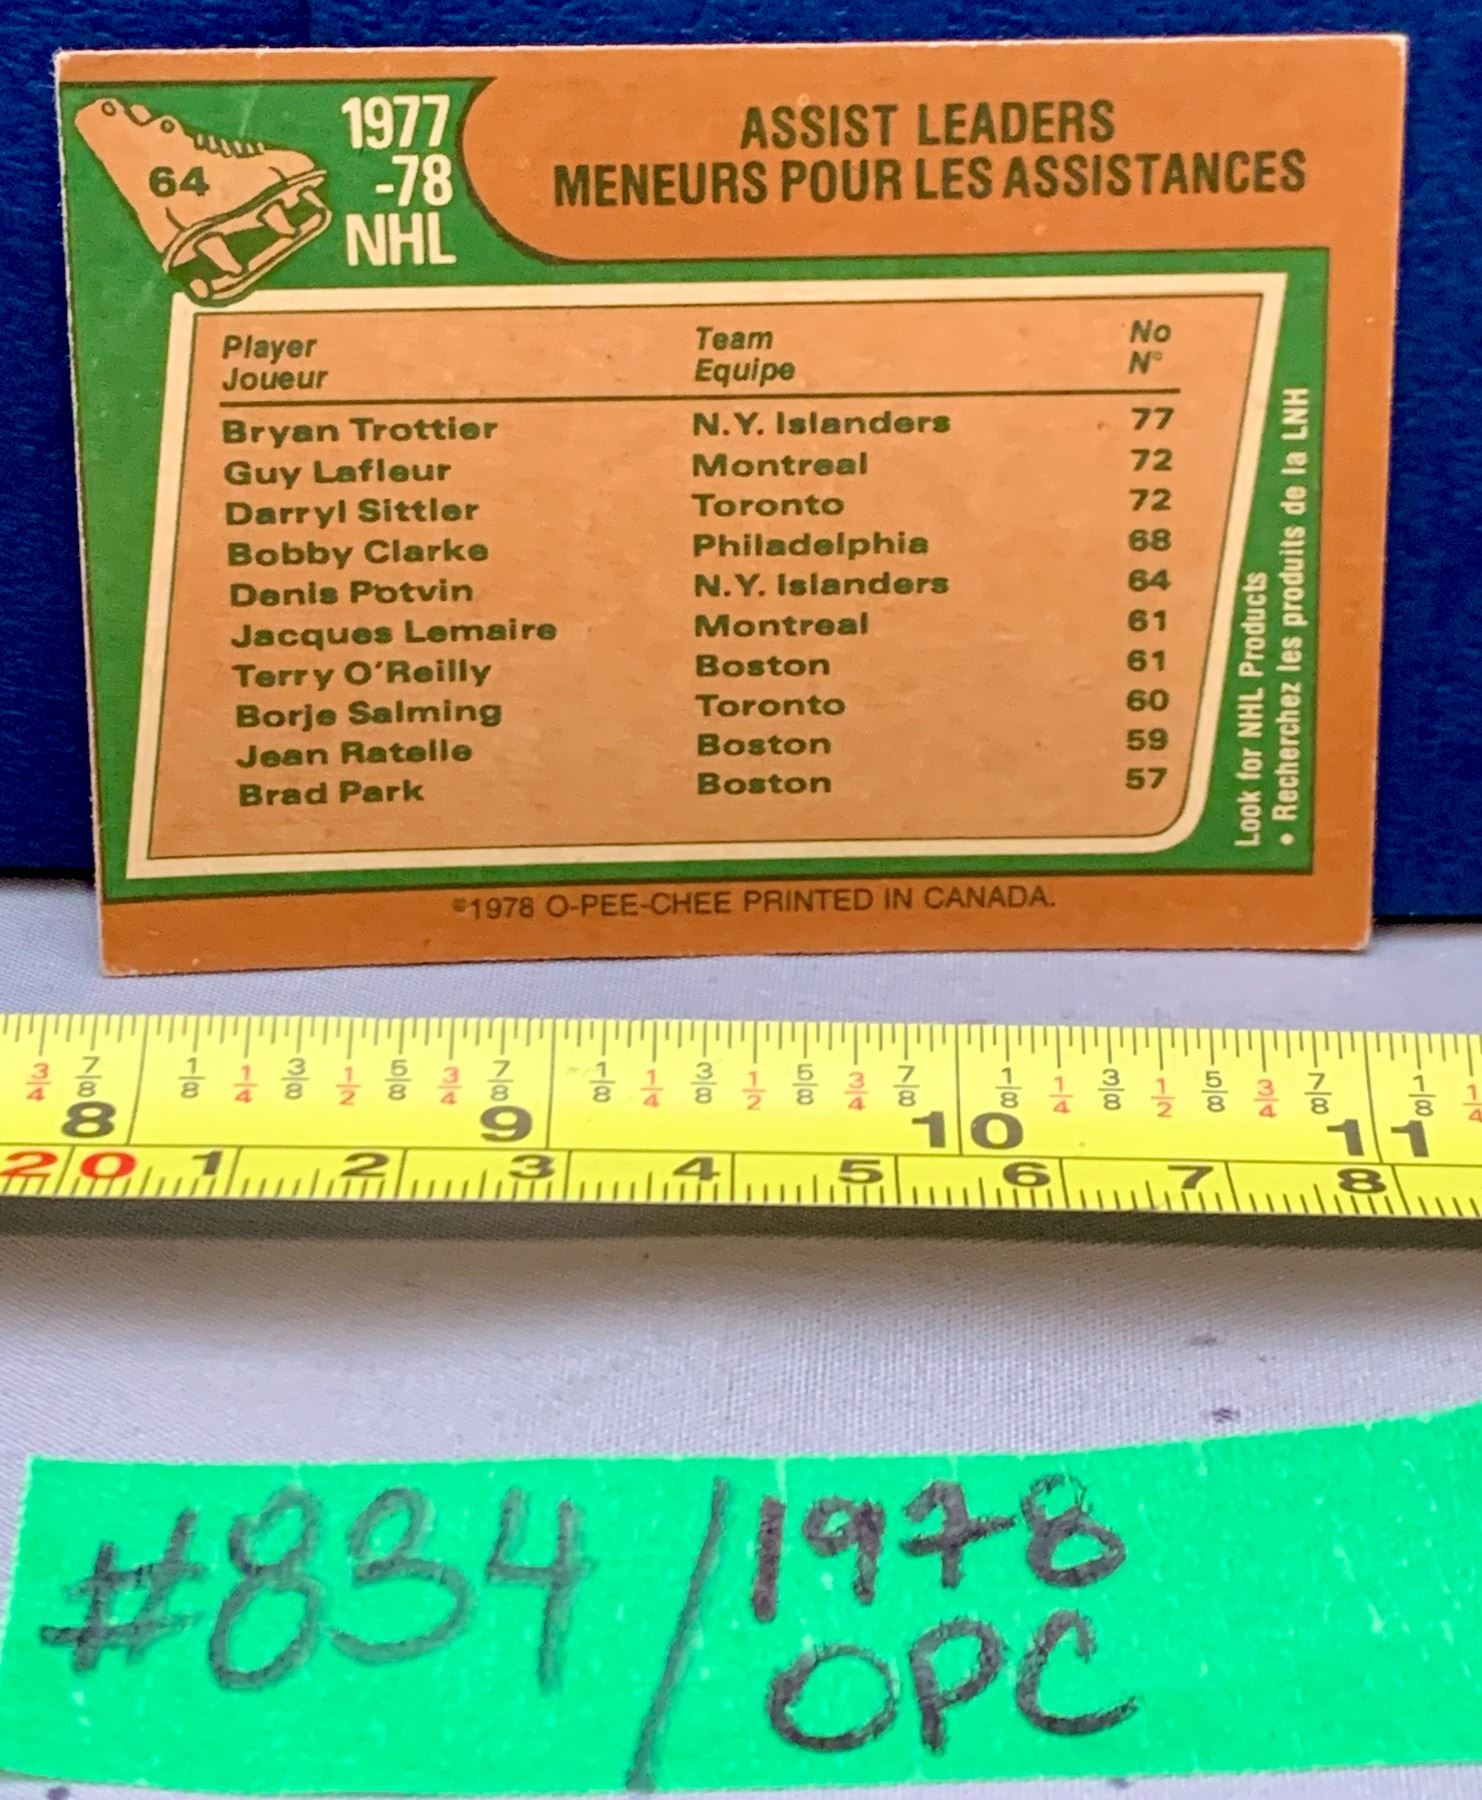 64
1977
-78
NHL
ASSIST LEADERS
MENEURS POUR LES ASSISTANCES
Player Team No
Joueur Equipe N°
Bryan Trottier N.Y. Islanders 77
Guy Lafleur Montreal 72
Darryl Sittler Toronto 72
Bobby Clarke Philadelphia 68
Denis Potvin N.Y. Islanders 64
Jacques Lemaire Montreal 61
Terry O'Reilly Boston 61
Borje Salming Toronto 60
Jean Ratelle Boston 59
Brad Park Boston 57
Look for NHL Products
• Recherchez les produits de la LNH
©1978 O-PEE-CHEE PRINTED IN CANADA.
3/4 7/8 1/8 1/4 3/8 1/2 5/8 3/4 7/8 1/8 1/4 3/8 1/2 5/8 3/4 7/8 1/8 1/4 3/8 1/2 5/8 3/4 7/8 1/8 1/4
8 9 10 11
20 1 2 3 4 5 6 7 8
#834 / 1978
OPC